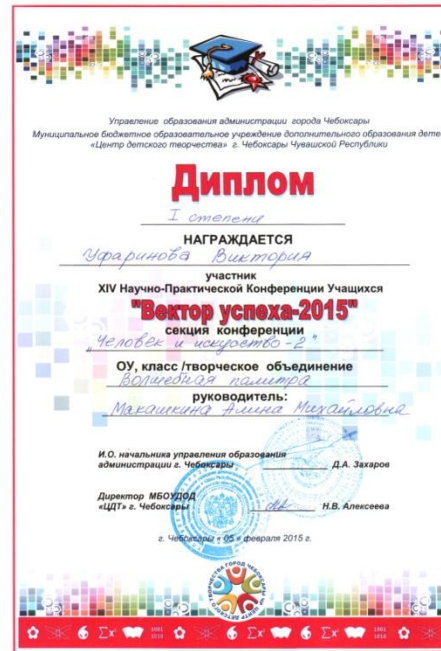 Управление образования администрации города Чебоксары
Муниципальное бюджетное образовательное учреждение дополнительного образования дете
«Центр детского творчества» г. Чебоксары Чувашской Республики
Диплом
I степени
НАГРАЖДАЕТСЯ
Уфаринова Виктория
участник
XIV Научно-Практической Конференции Учащихся
"Вектор успеха-2015"
секция конференции
"Человек и искусство-2"
ОУ, класс /творческое объединение
Волшебная палитра
руководитель:
Макашкина Алина Михайловна
И.О. начальника управления образования
администрации г. Чебоксары Д.А. Захаров
Директор МБОУДОД
«ЦДТ» г. Чебоксары Н.В. Алексеева
г. Чебоксары « 05 » февраля 2015 г.